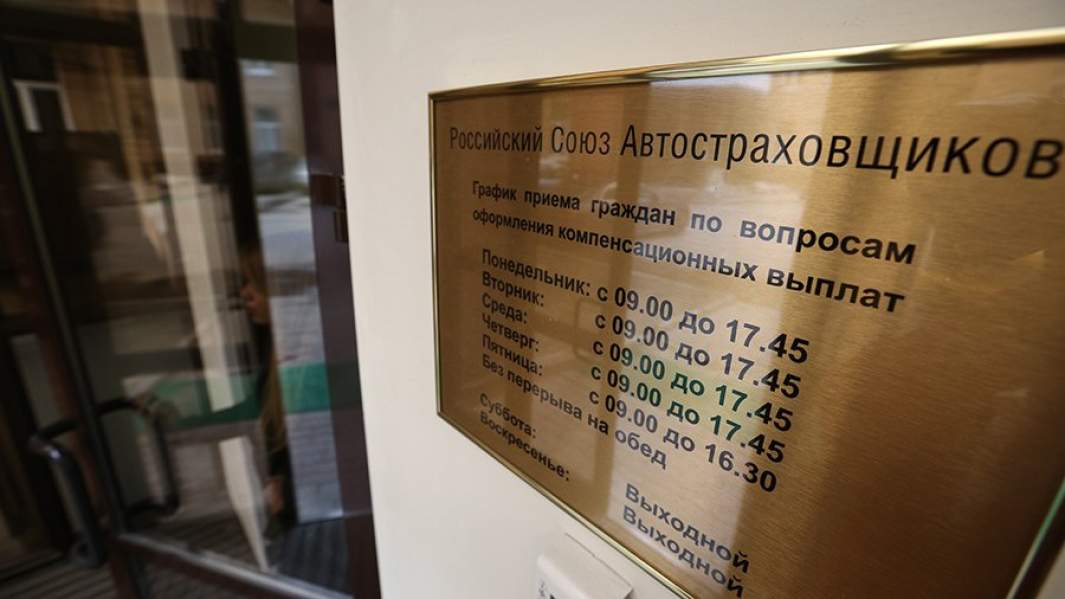 Российский Союз Автостраховщиков
График приема граждан по вопросам
оформления компенсационных выплат
Понедельник: с 09.00 до 17.45
Вторник: с 09.00 до 17.45
Среда: с 09.00 до 17.45
Четверг: с 09.00 до 17.45
Пятница: с 09.00 до 16.30
Без перерыва на обед
Суббота: Выходной
Воскресенье: Выходной